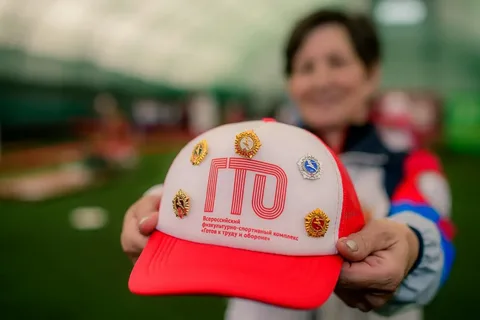 ГТО
Всероссийский
физкультурно-спортивный комплекс
«Готов к труду и обороне»